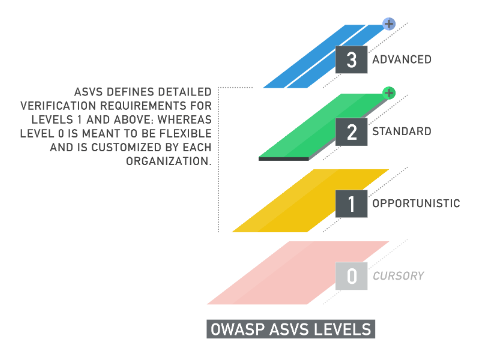 3 ADVANCED
ASVS DEFINES DETAILED
VERIFICATION REQUIREMENTS FOR
LEVELS 1 AND ABOVE; WHEREAS
LEVEL 0 IS MEANT TO BE FLEXIBLE
AND IS CUSTOMIZED BY EACH
ORGANIZATION.
2 STANDARD
1 OPPORTUNISTIC
0 CURSORY
OWASP ASVS LEVELS